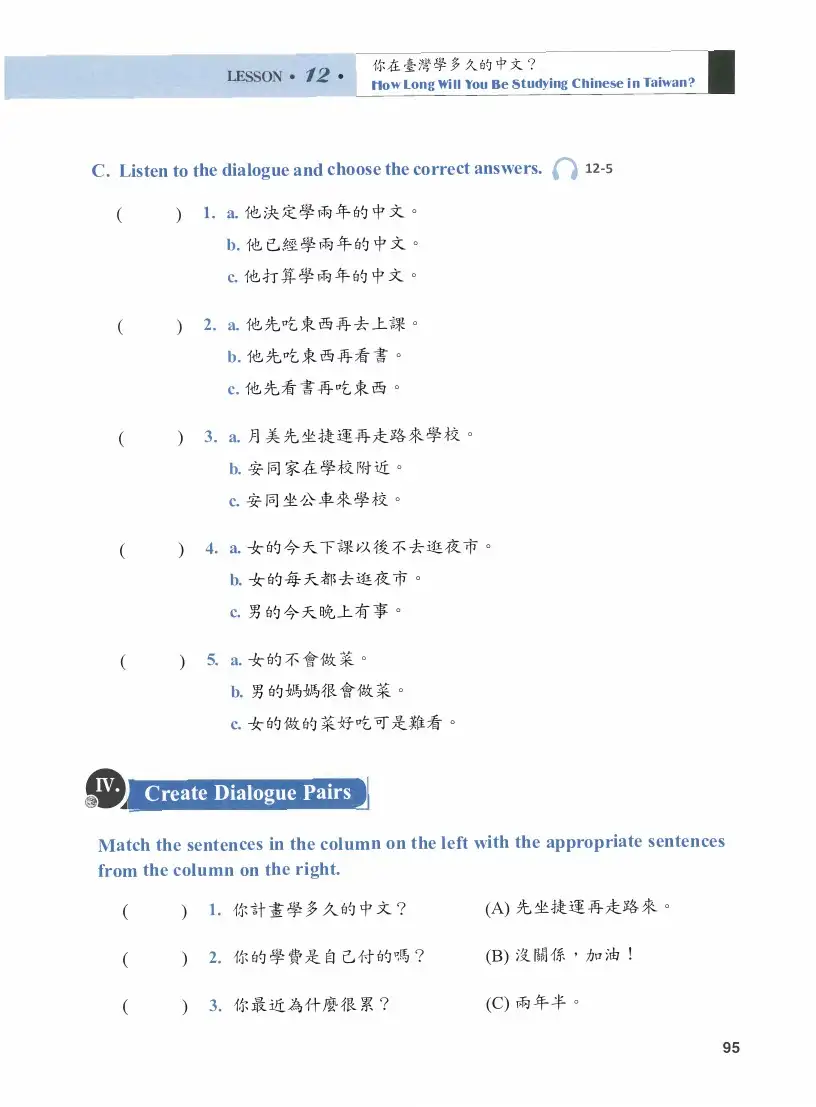 LESSON • 12 •
你在臺灣學多久的中文？
How Long Will You Be Studying Chinese in Taiwan?
C. Listen to the dialogue and choose the correct answers. 12-5
( ) 1. a. 他決定學兩年的中文。
b. 他已經學兩年的中文。
c. 他打算學兩年的中文。
( ) 2. a. 他先吃東西再去上課。
b. 他先吃東西再看書。
c. 他先看書再吃東西。
( ) 3. a. 月美先坐捷運再走路來學校。
b. 安同家在學校附近。
c. 安同坐公車來學校。
( ) 4. a. 女的今天下課以後不去逛夜市。
b. 女的每天都去逛夜市。
c. 男的今天晚上有事。
( ) 5. a. 女的不會做菜。
b. 男的媽媽很會做菜。
c. 女的做的菜好吃可是難看。
IV. Create Dialogue Pairs
Match the sentences in the column on the left with the appropriate sentences
from the column on the right.
( ) 1. 你計畫學多久的中文？ (A) 先坐捷運再走路來。
( ) 2. 你的學費是自己付的嗎？ (B) 沒關係，加油！
( ) 3. 你最近為什麼很累？ (C) 兩年半。
95